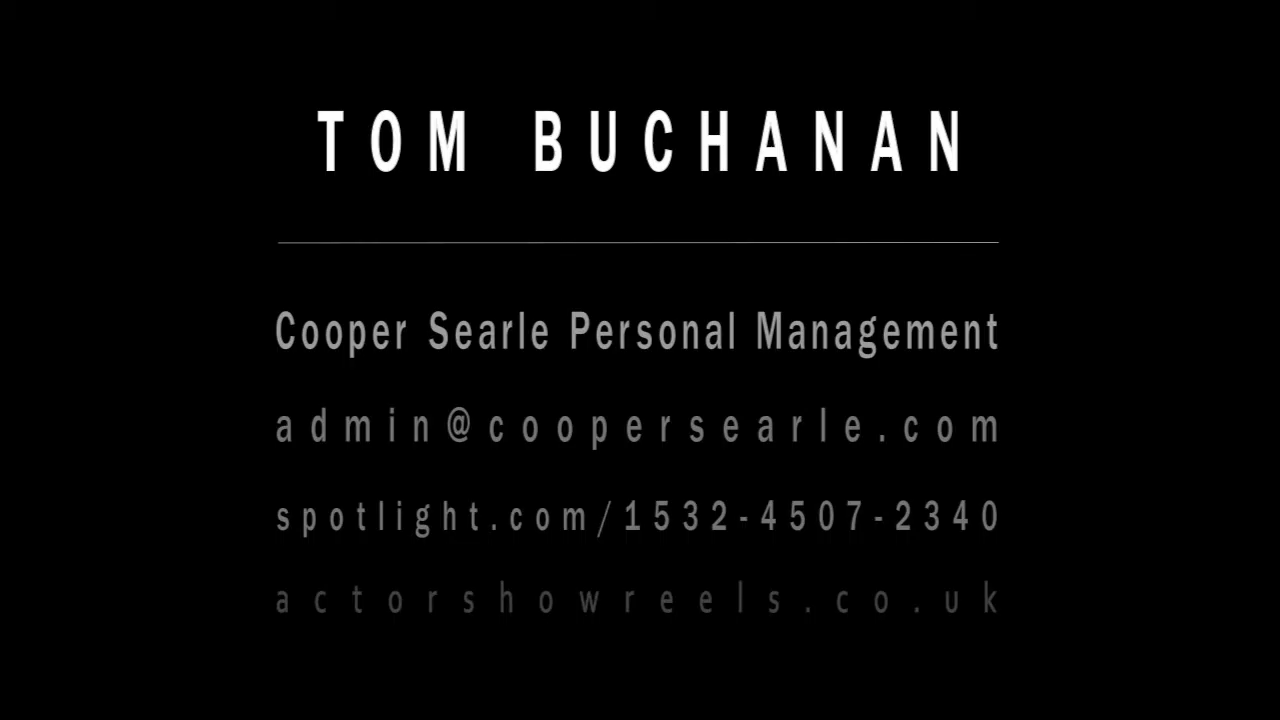 TOM BUCHANAN
Cooper Searle Personal Management
admin@coopersearle.com
spotlight.com/1532-4507-2340
actorshowreels.co.uk